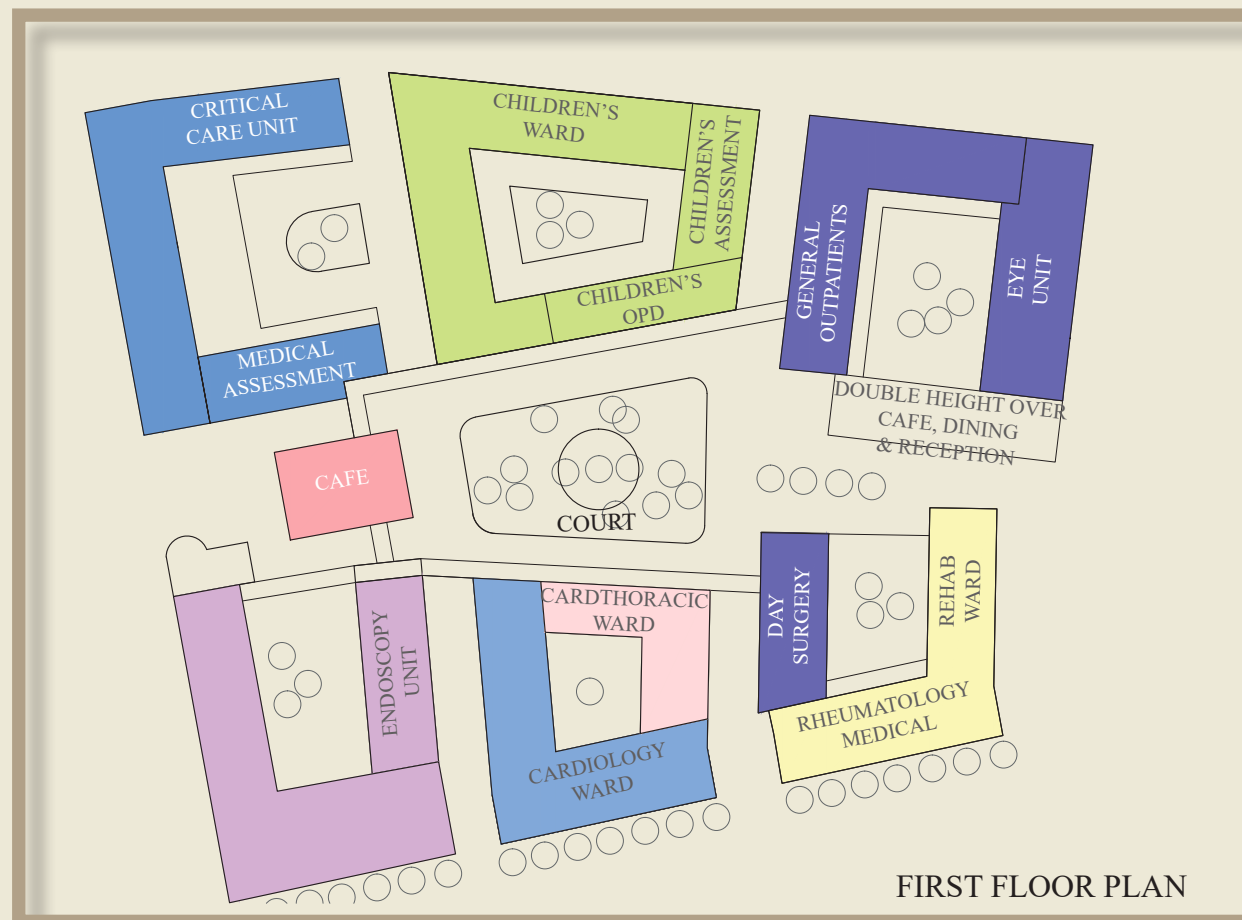 CRITICAL
CARE UNIT
CHILDREN'S
WARD
CHILDREN'S
ASSESSMENT
GENERAL
OUTPATIENTS
EYE
UNIT
CHILDREN'S
OPD
MEDICAL
ASSESSMENT
DOUBLE HEIGHT OVER
CAFE, DINING
& RECEPTION
CAFE
COURT
ENDOSCOPY
UNIT
CARDTHORACIC
WARD
DAY
SURGERY
REHAB
WARD
RHEUMATOLOGY
MEDICAL
CARDIOLOGY
WARD
FIRST FLOOR PLAN